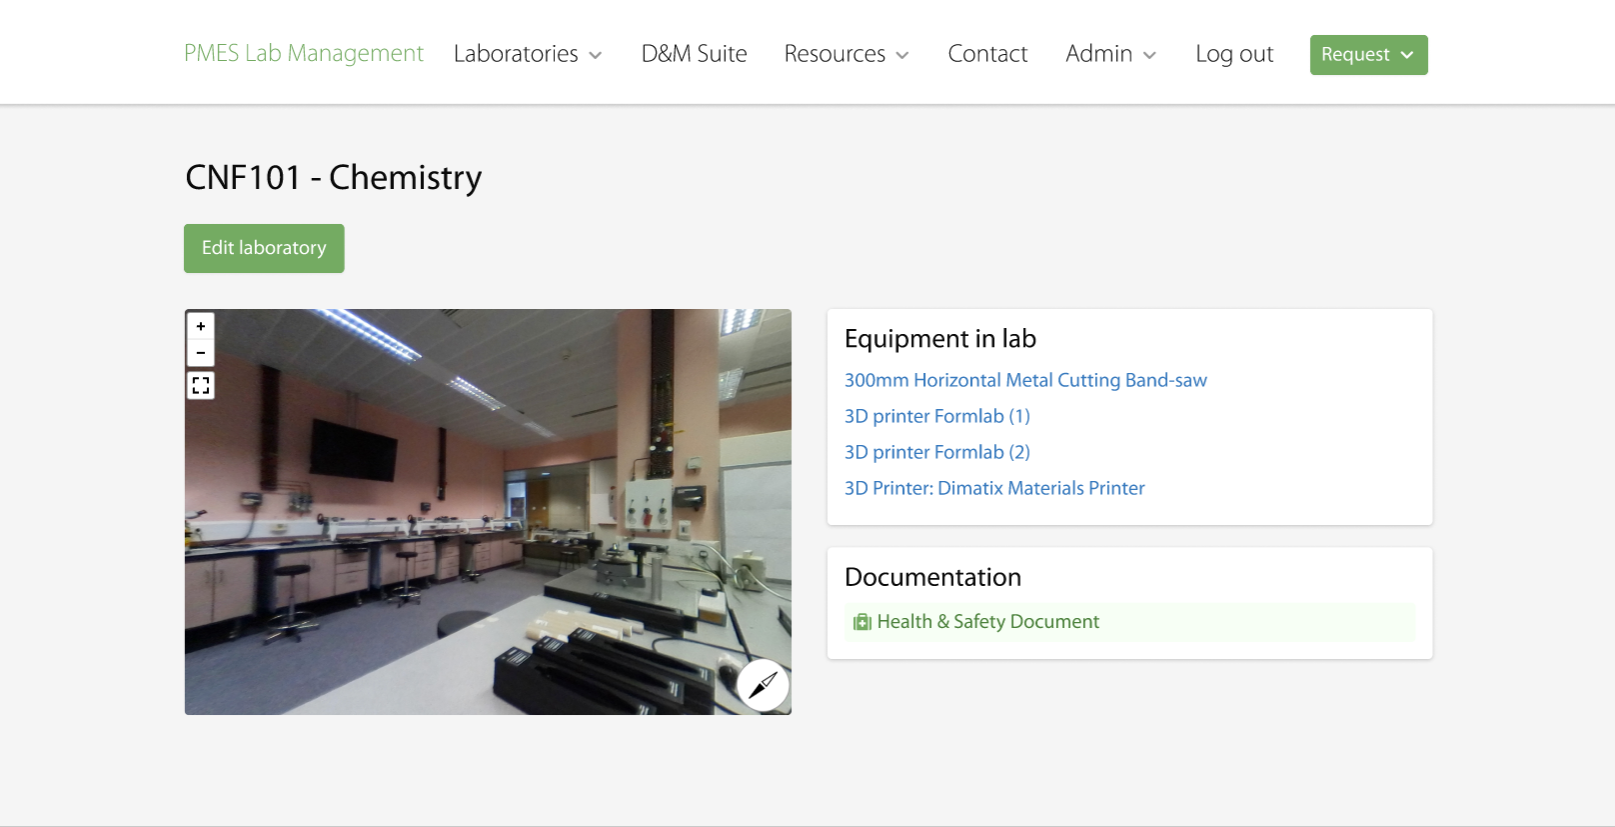 PMES Lab Management Laboratories D&M Suite Resources Contact Admin Log out Request
CNF101 - Chemistry
Edit laboratory
+
−
Equipment in lab
300mm Horizontal Metal Cutting Band-saw
3D printer Formlab (1)
3D printer Formlab (2)
3D Printer: Dimatix Materials Printer
Documentation
Health & Safety Document